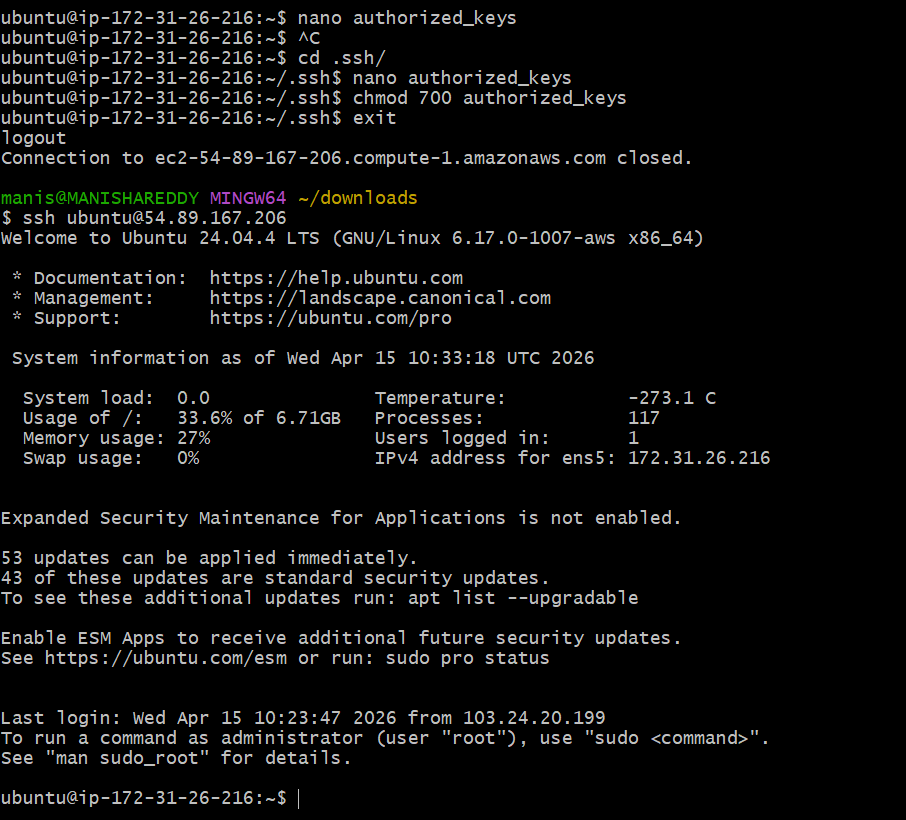 ubuntu@ip-172-31-26-216:~$ nano authorized_keys
ubuntu@ip-172-31-26-216:~$ ^C
ubuntu@ip-172-31-26-216:~$ cd .ssh/
ubuntu@ip-172-31-26-216:~/.ssh$ nano authorized_keys
ubuntu@ip-172-31-26-216:~/.ssh$ chmod 700 authorized_keys
ubuntu@ip-172-31-26-216:~/.ssh$ exit
logout
Connection to ec2-54-89-167-206.compute-1.amazonaws.com closed.
manis@MANISHAREDDY MINGW64 ~/downloads
$ ssh ubuntu@54.89.167.206
Welcome to Ubuntu 24.04.4 LTS (GNU/Linux 6.17.0-1007-aws x86_64)
* Documentation:  https://help.ubuntu.com
* Management:     https://landscape.canonical.com
* Support:        https://ubuntu.com/pro
System information as of Wed Apr 15 10:33:18 UTC 2026
System load:  0.0               Temperature:           -273.1 C
Usage of /:   33.6% of 6.71GB   Processes:             117
Memory usage: 27%               Users logged in:       1
Swap usage:   0%                IPv4 address for ens5: 172.31.26.216
Expanded Security Maintenance for Applications is not enabled.
53 updates can be applied immediately.
43 of these updates are standard security updates.
To see these additional updates run: apt list --upgradable
Enable ESM Apps to receive additional future security updates.
See https://ubuntu.com/esm or run: sudo pro status
Last login: Wed Apr 15 10:23:47 2026 from 103.24.20.199
To run a command as administrator (user "root"), use "sudo <command>".
See "man sudo_root" for details.
ubuntu@ip-172-31-26-216:~$